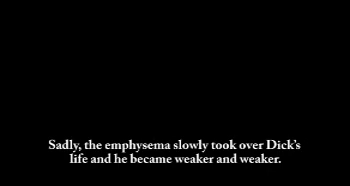 Sadly, the emphysema slowly took over Dick's
life and he became weaker and weaker.